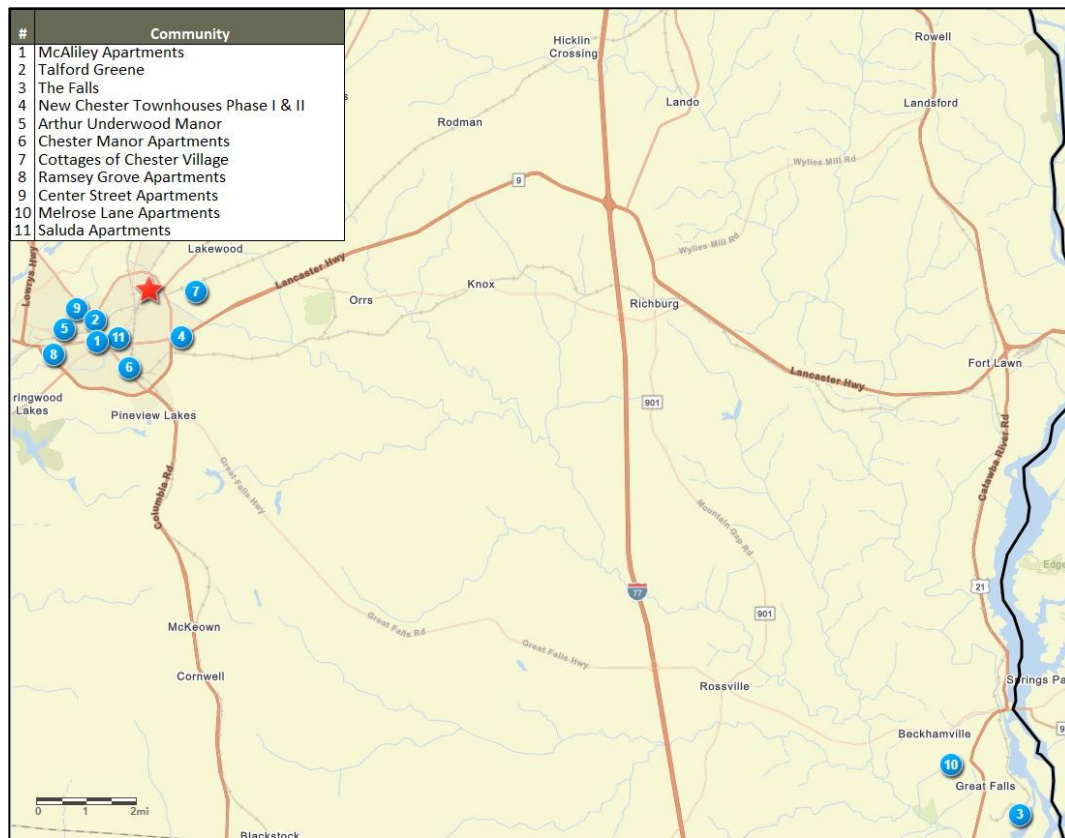 # Community
1 McAliley Apartments
2 Talford Greene
3 The Falls
4 New Chester Townhouses Phase I & II
5 Arthur Underwood Manor
6 Chester Manor Apartments
7 Cottages of Chester Village
8 Ramsey Grove Apartments
9 Center Street Apartments
10 Melrose Lane Apartments
11 Saluda Apartments
Hicklin
Crossing
Rowell
Lando
Landsford
Rodman
Wylies Mill Rd
9
Lakewood
Wylies Mill Rd
Lowrys Hwy
Lancaster Hwy
7
Orrs
Knox
Richburg
9
2
5
1
11
4
8
6
Fort Lawn
Lancaster Hwy
ringwood
Lakes
Pineview Lakes
901
Catawba River Rd
Great Falls Hwy
Columbia Rd
Mountain Gap Rd
Edge
77
21
901
McKeown
Great Falls Rd
Great Falls Hwy
Cornwell
Rossville
Springs Pa
Beckhamville
9
10
Great Falls
3
0 1 2mi
Blackstock